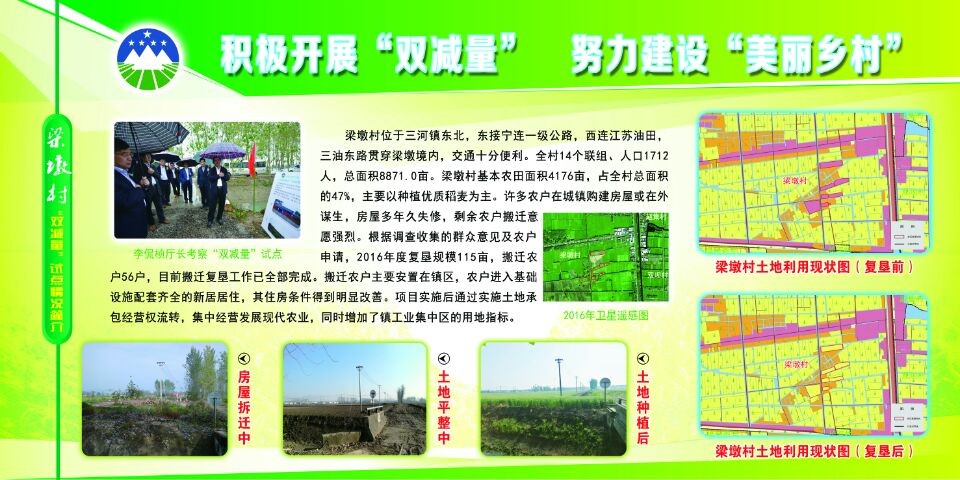 积极开展“双减量” 努力建设“美丽乡村”
梁墩村“双减量”试点情况简介
李侃桢厅长考察“双减量”试点
梁墩村位于三河镇东北，东接宁连一级公路，西连江苏油田，
三油东路贯穿梁墩境内，交通十分便利。全村14个联组、人口1712
人，总面积8871.0亩。梁墩村基本农田面积4176亩，占全村总面积
的47%，主要以种植优质稻麦为主。许多农户在城镇购建房屋或在外
谋生，房屋多年久失修，剩余农户搬迁意
愿强烈。根据调查收集的群众意见及农户
申请，2016年度复垦规模115亩，搬迁农
户56户，目前搬迁复垦工作已全部完成。搬迁农户主要安置在镇区，农户进入基础
设施配套齐全的新居居住，其住房条件得到明显改善。项目实施后通过实施土地承
包经营权流转，集中经营发展现代农业，同时增加了镇工业集中区的用地指标。
梁墩村
2016年卫星遥感图
梁墩村
梁墩村土地利用现状图（复垦前）
梁墩村
梁墩村土地利用现状图（复垦后）
房屋拆迁中
土地平整中
土地种植后